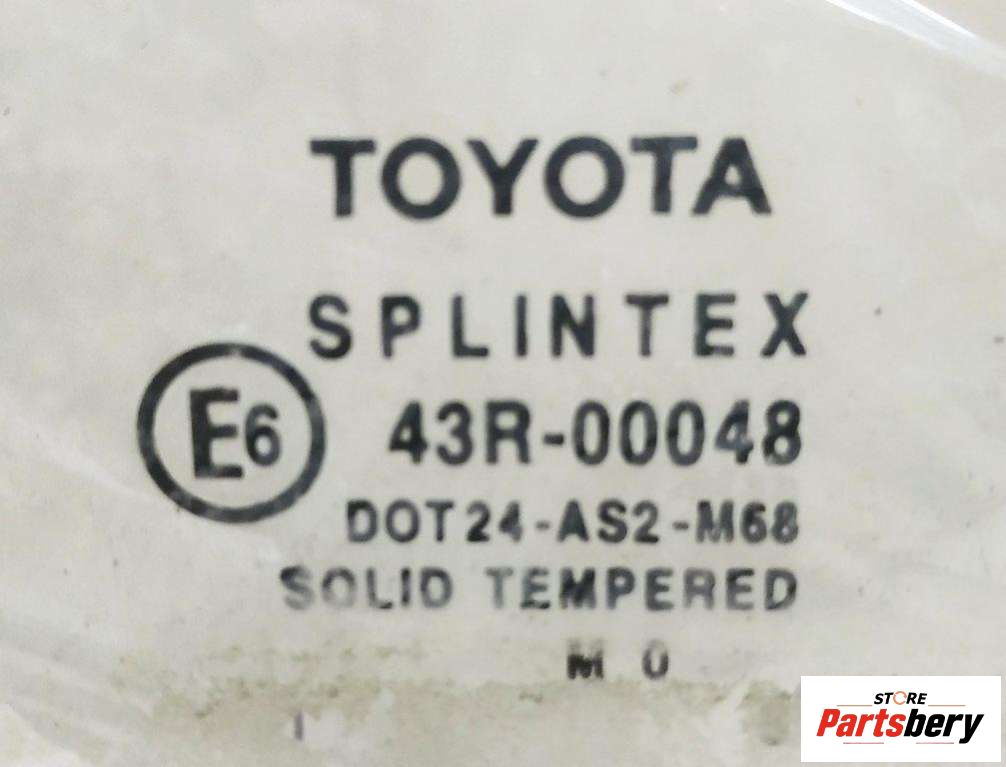 TOYOTA
SPLINTEX
E6
43R-00048
DOT24-AS2-M68
SOLID TEMPERED
M 0
STORE
Partsbery